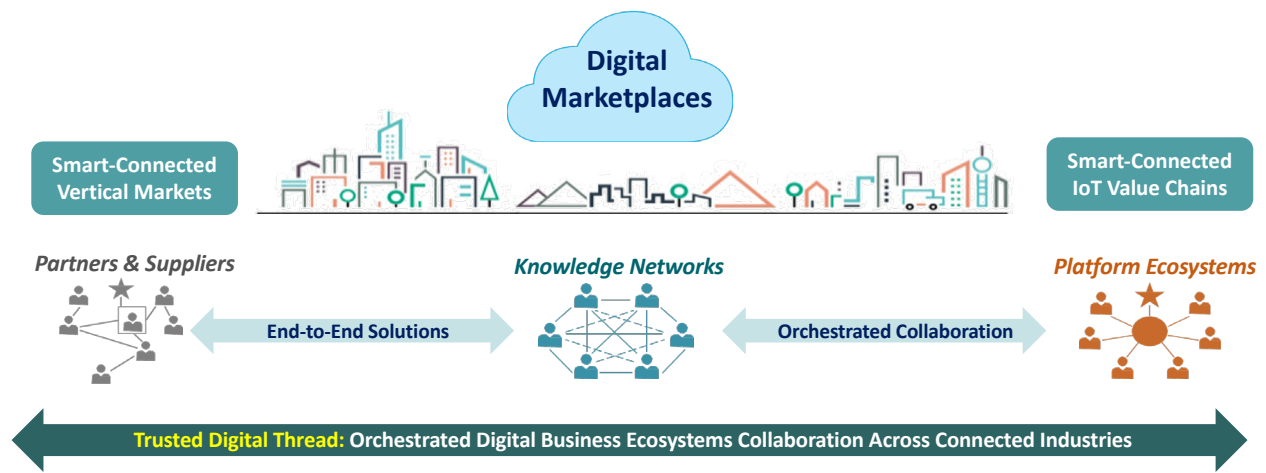 Digital
Marketplaces
Smart-Connected
Vertical Markets
Smart-Connected
IoT Value Chains
Partners & Suppliers
Knowledge Networks
Platform Ecosystems
End-to-End Solutions
Orchestrated Collaboration
Trusted Digital Thread: Orchestrated Digital Business Ecosystems Collaboration Across Connected Industries